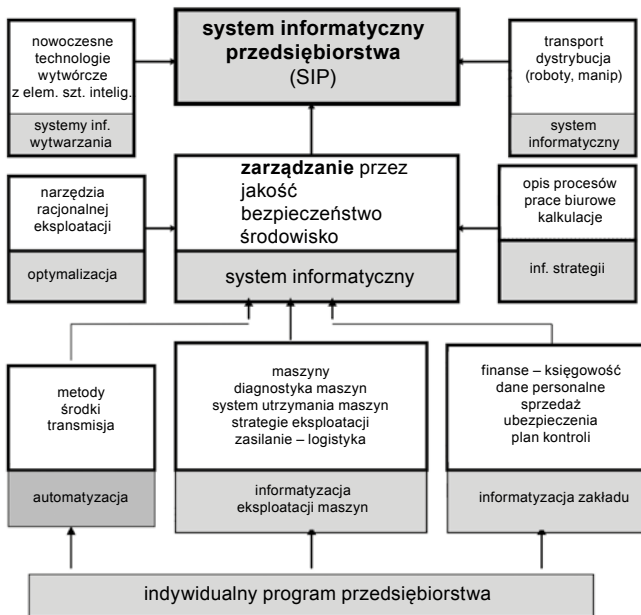 nowoczesne
technologie
wytwórcze
z elem. szt. intelig.
systemy inf.
wytwarzania
system informatyczny
przedsiębiorstwa
(SIP)
transport
dystrybucja
(roboty, manip)
system
informatyczny
narzędzia
racjonalnej
eksploatacji
optymalizacja
zarządzanie przez
jakość
bezpieczeństwo
środowisko
system informatyczny
opis procesów
prace biurowe
kalkulacje
inf. strategii
metody
środki
transmisja
automatyzacja
maszyny
diagnostyka maszyn
system utrzymania maszyn
strategie eksploatacji
zasilanie – logistyka
informatyzacja
eksploatacji maszyn
finanse – księgowość
dane personalne
sprzedaż
ubezpieczenia
plan kontroli
informatyzacja zakładu
indywidualny program przedsiębiorstwa